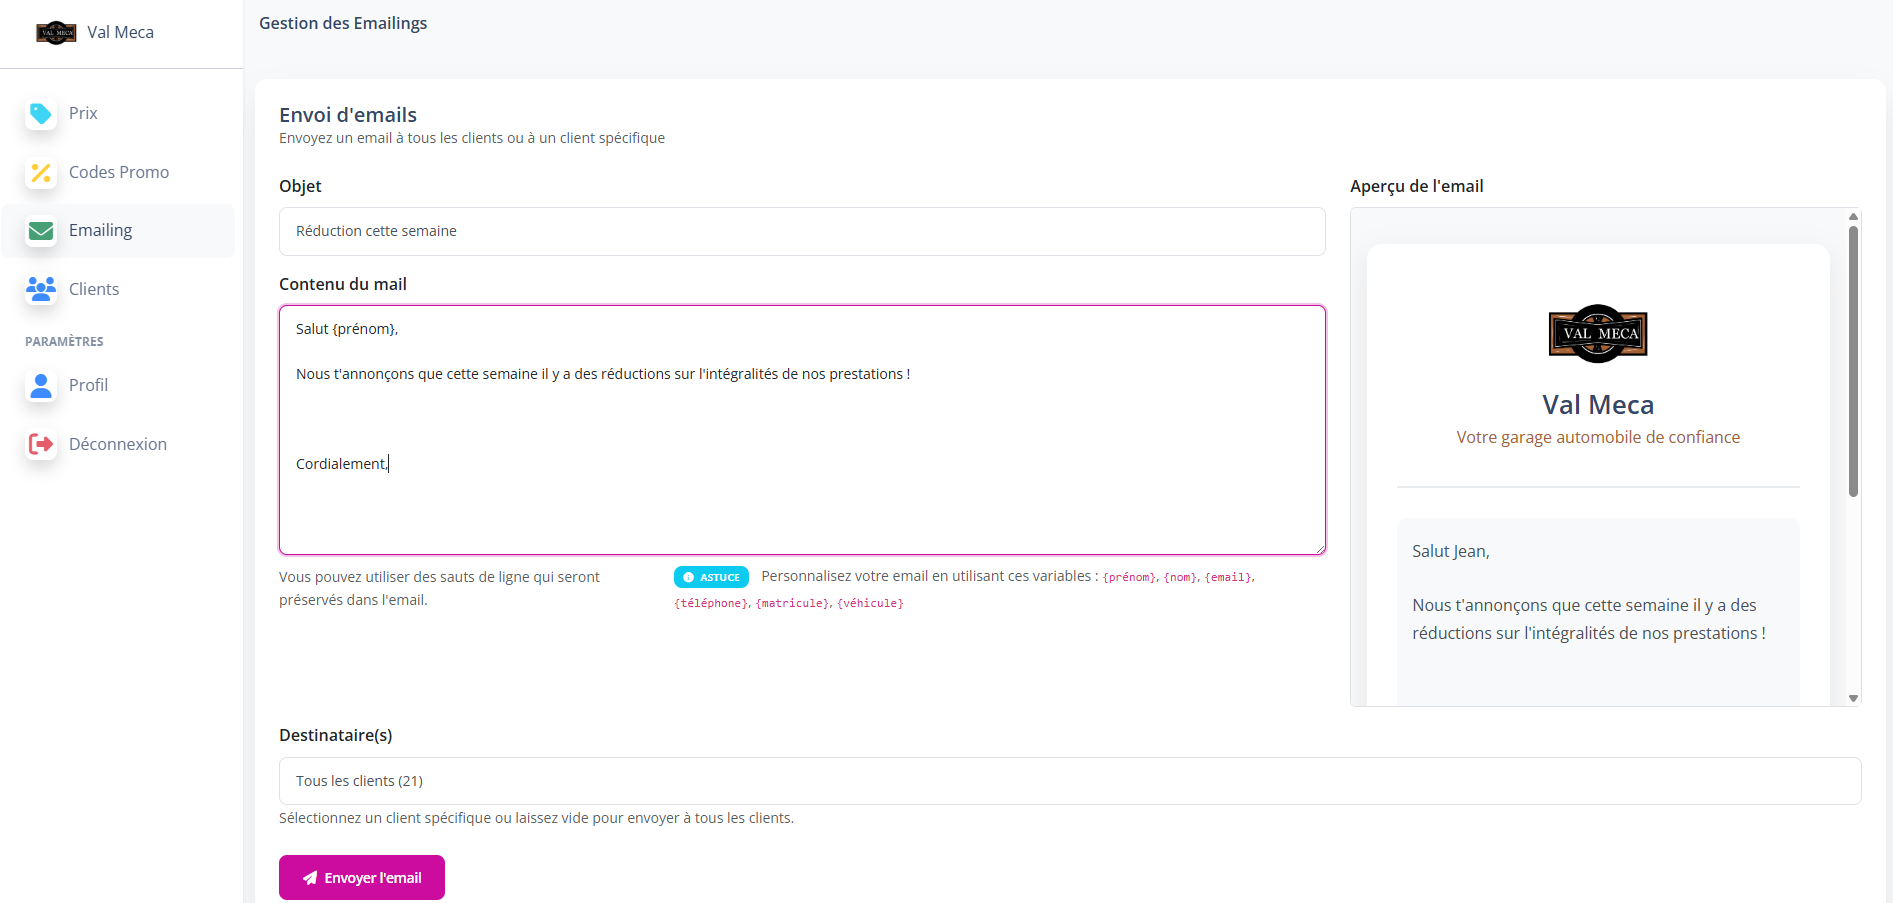 VAL MECA
Val Meca
Prix
Codes Promo
Emailing
Clients
PARAMÈTRES
Profil
Déconnexion
Gestion des Emailings
Envoi d'emails
Envoyez un email à tous les clients ou à un client spécifique
Objet
Réduction cette semaine
Contenu du mail
Salut {prénom},
Nous t'annonçons que cette semaine il y a des réductions sur l'intégralités de nos prestations !
Cordialement,
Vous pouvez utiliser des sauts de ligne qui seront
préservés dans l'email.
ASTUCE Personnalisez votre email en utilisant ces variables : {prénom}, {nom}, {email},
{téléphone}, {matricule}, {véhicule}
Aperçu de l'email
VAL MECA
Val Meca
Votre garage automobile de confiance
Salut Jean,
Nous t'annonçons que cette semaine il y a des
réductions sur l'intégralités de nos prestations !
Destinataire(s)
Tous les clients (21)
Sélectionnez un client spécifique ou laissez vide pour envoyer à tous les clients.
Envoyer l'email